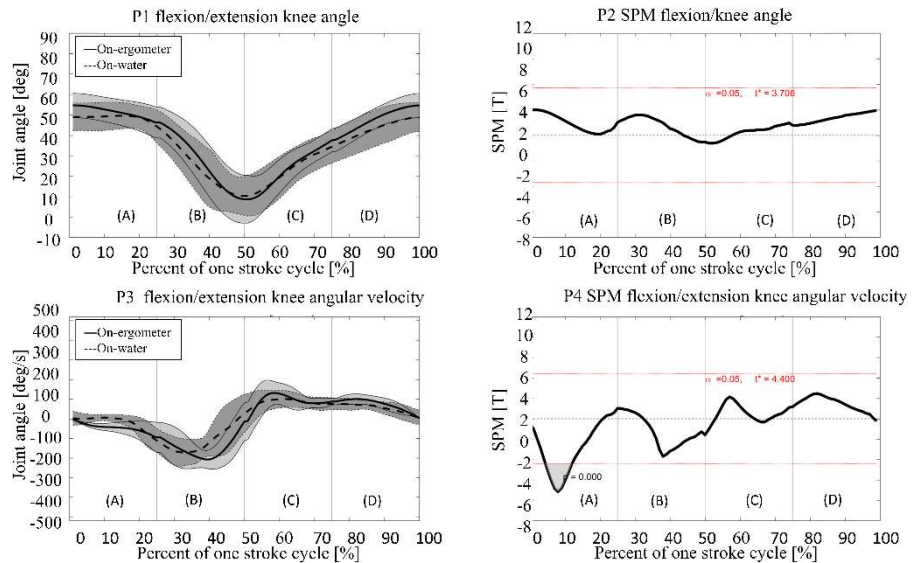 P1 flexion/extension knee angle
Joint angle [deg]
90
80
70
60
50
40
30
20
10
0
-10
On-ergometer
On-water
(A) (B) (C) (D)
0 10 20 30 40 50 60 70 80 90 100
Percent of one stroke cycle [%]
P2 SPM flexion/knee angle
SPM [T]
12
10
8
6
4
2
0
-2
-4
-6
-8
α =0.05, t* = 3.706
(A) (B) (C) (D)
0 10 20 30 40 50 60 70 80 90 100
Percent of one stroke cycle [%]
P3 flexion/extension knee angular velocity
Joint angle [deg/s]
500
400
300
200
100
0
-100
-200
-300
-400
-500
On-ergometer
On-water
(A) (B) (C) (D)
0 10 20 30 40 50 60 70 80 90 100
Percent of one stroke cycle [%]
P4 SPM flexion/extension knee angular velocity
SPM [T]
12
10
8
6
4
2
-2
-4
-6
-8
α =0.05, t* = 4.400
= 0.000
(A) (B) (C) (D)
0 10 20 30 40 50 60 70 80 90 100
Percent of one stroke cycle [%]